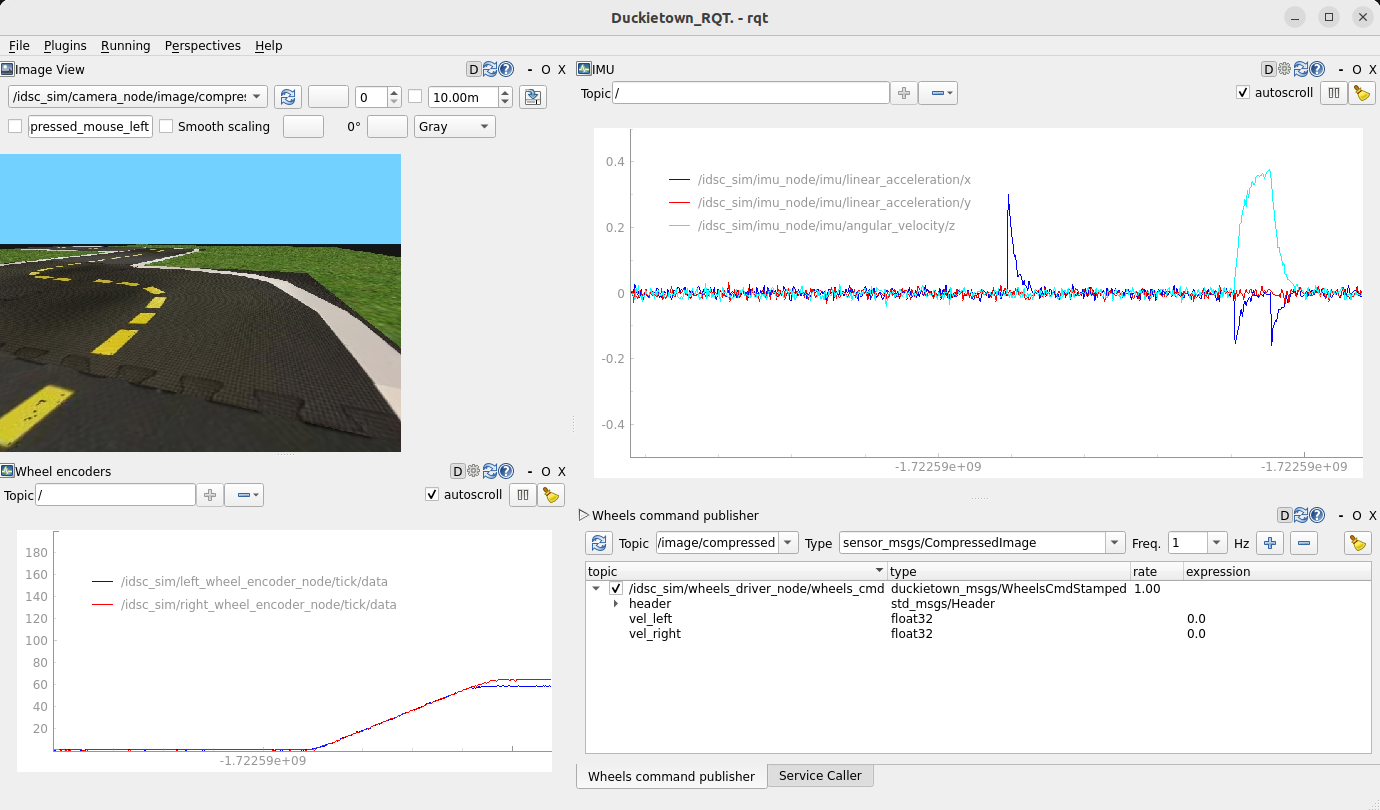 Duckietown_RQT. - rqt
File Plugins Running Perspectives Help
Image View D - O X
/idsc_sim/camera_node/image/compres 0 10.00m
pressed_mouse_left Smooth scaling 0° Gray
IMU D - O X
Topic / autoscroll
0.4
0.2
0
-0.2
-0.4
/idsc_sim/imu_node/imu/linear_acceleration/x
/idsc_sim/imu_node/imu/linear_acceleration/y
/idsc_sim/imu_node/imu/angular_velocity/z
-1.72259e+09 -1.72259e+09
Wheel encoders D - O X
Topic / autoscroll
180
160
140
120
100
80
60
40
20
/idsc_sim/left_wheel_encoder_node/tick/data
/idsc_sim/right_wheel_encoder_node/tick/data
-1.72259e+09
Wheels command publisher D - O X
Topic /image/compressed Type sensor_msgs/CompressedImage Freq. 1 Hz
topic type rate expression
/idsc_sim/wheels_driver_node/wheels_cmd duckietown_msgs/WheelsCmdStamped 1.00
header std_msgs/Header
vel_left float32 0.0
vel_right float32 0.0
Wheels command publisher Service Caller